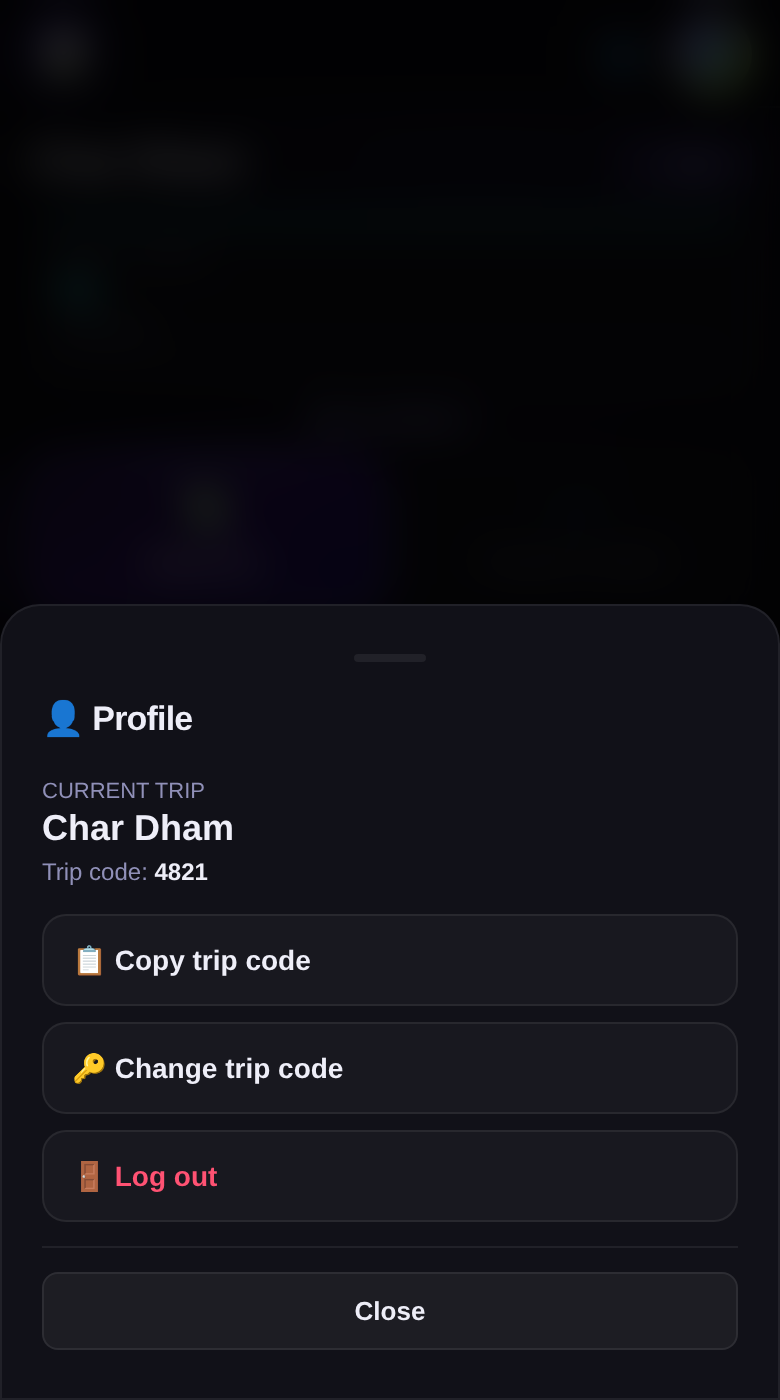 👤 Profile
CURRENT TRIP
Char Dham
Trip code: 4821
📋 Copy trip code
🔑 Change trip code
🚪 Log out
Close